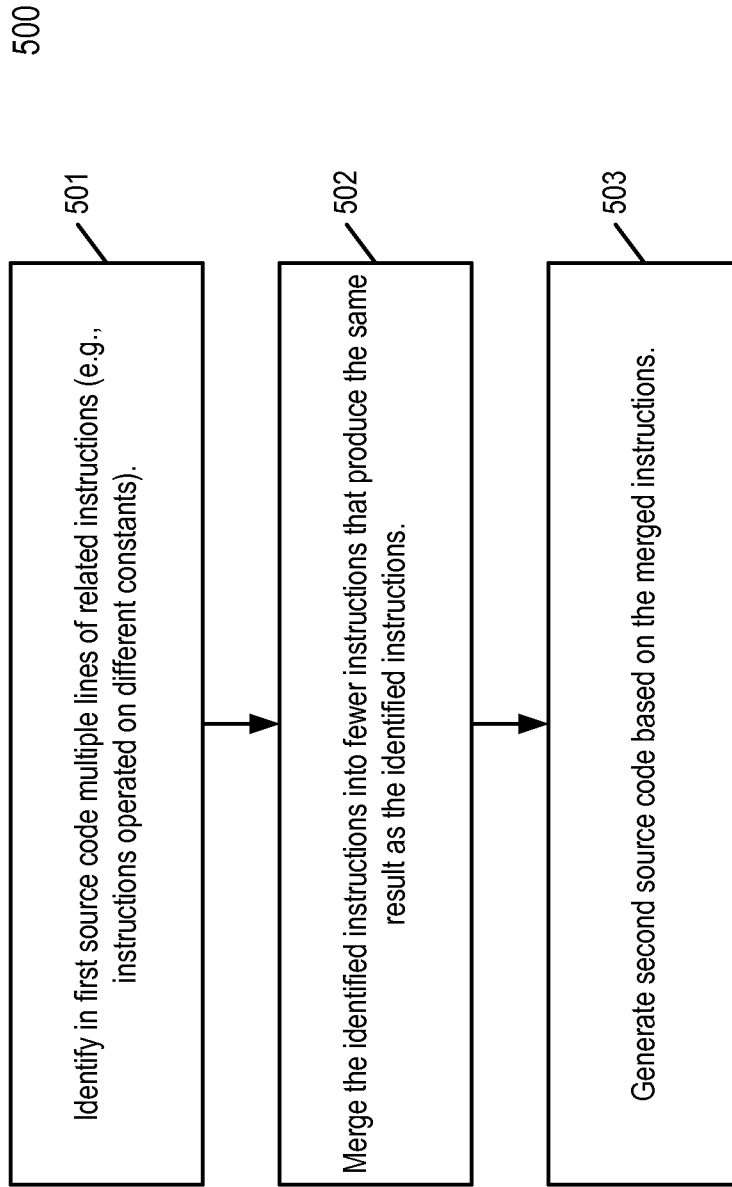 500
501
Identify in first source code multiple lines of related instructions (e.g.,
instructions operated on different constants).
502
Merge the identified instructions into fewer instructions that produce the same
result as the identified instructions.
503
Generate second source code based on the merged instructions.